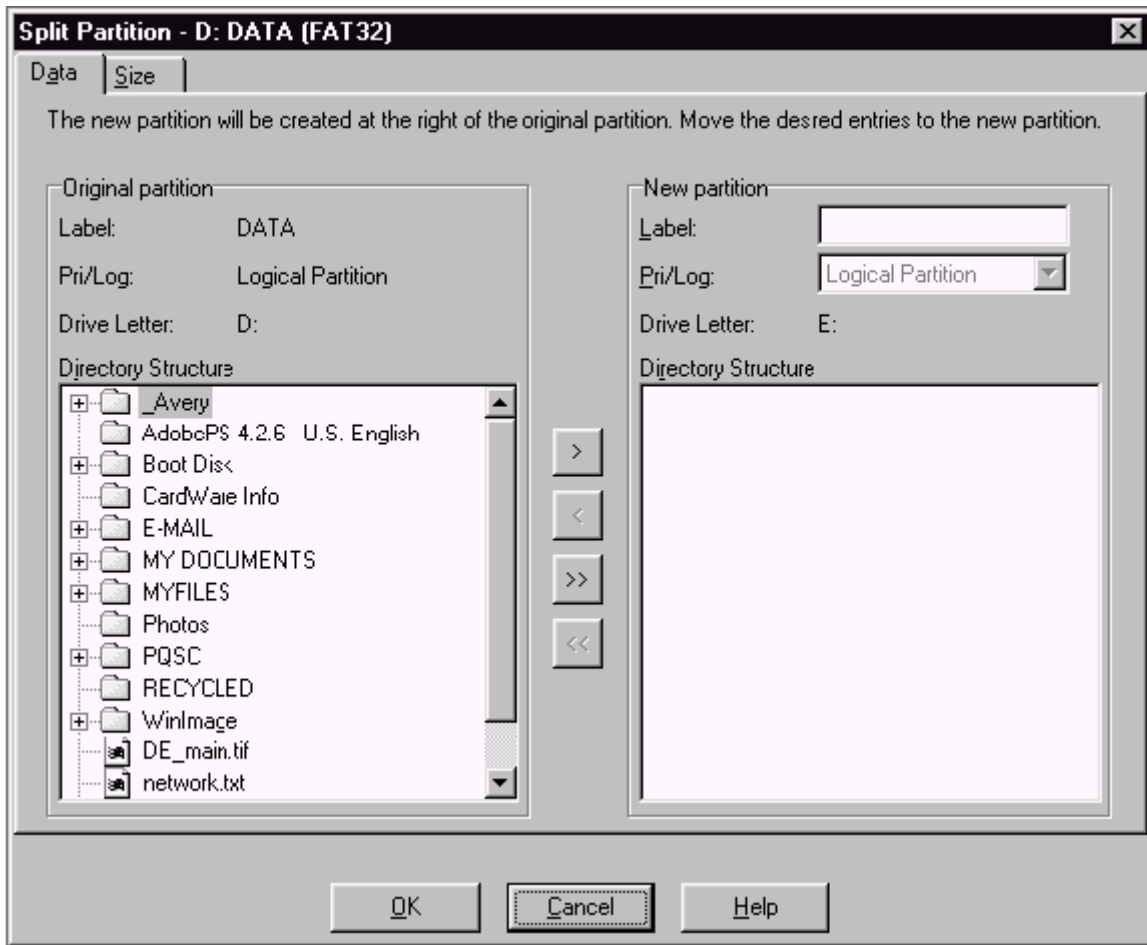 Split Partition - D: DATA (FAT32)
Data Size
The new partition will be created at the right of the original partition. Move the desred entries to the new partition.
Original partition
Label: DATA
Pri/Log: Logical Partition
Drive Letter: D:
Directory Structure
_Avery
AdobePS 4.2.6 U.S. English
Boot Disk
CardWare Info
E-MAIL
MY DOCUMENTS
MYFILES
Photos
PQSC
RECYCLED
WinImage
DE_main.tif
network.txt
>
<
>>
<<
New partition
Label:
Pri/Log: Logical Partition
Drive Letter: E:
Directory Structure
OK Cancel Help